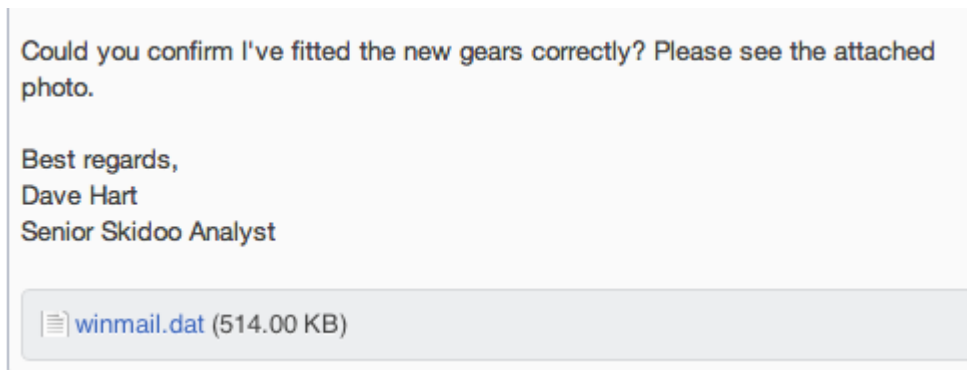 Could you confirm I've fitted the new gears correctly? Please see the attached
photo.
Best regards,
Dave Hart
Senior Skidoo Analyst
winmail.dat (514.00 KB)